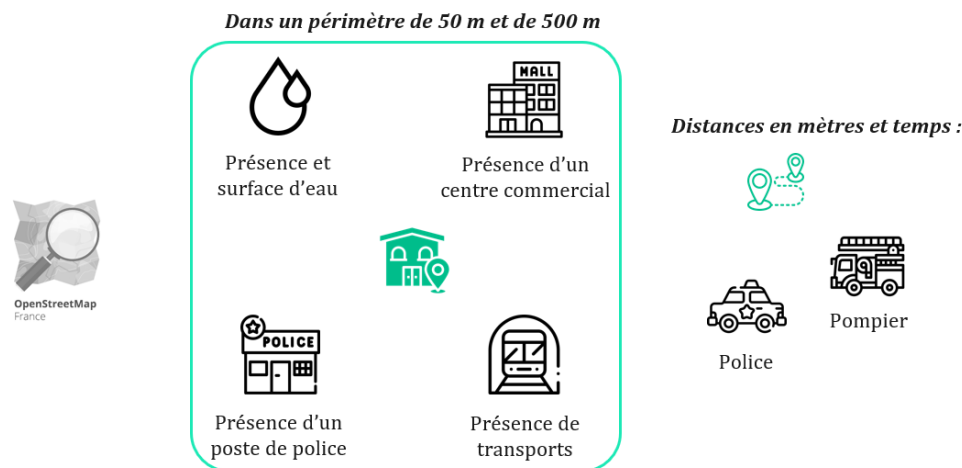 Dans un périmètre de 50 m et de 500 m
MALL
Présence et
surface d'eau
Présence d'un
centre commercial
Distances en mètres et temps :
OpenStreetMap
France
POLICE
Présence d'un
poste de police
Présence de
transports
Police
Pompier